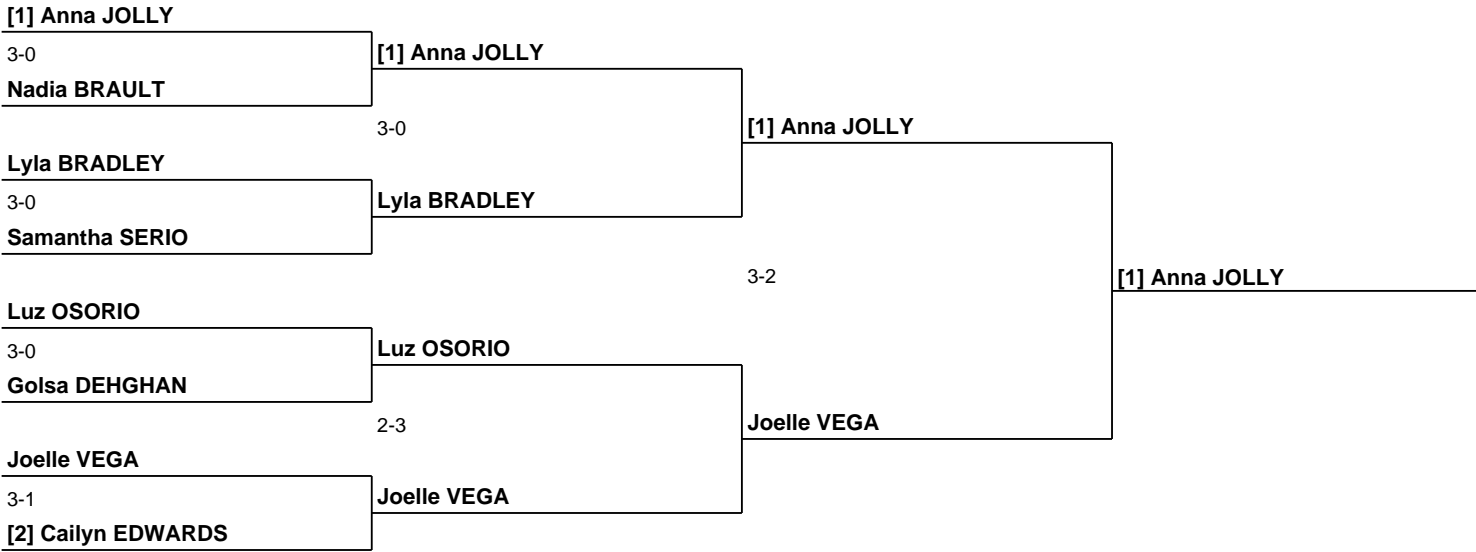 [1] Anna JOLLY
3-0
[1] Anna JOLLY
Nadia BRAULT
3-0
[1] Anna JOLLY
Lyla BRADLEY
3-0
Lyla BRADLEY
Samantha SERIO
3-2
[1] Anna JOLLY
Luz OSORIO
3-0
Luz OSORIO
Golsa DEHGHAN
2-3
Joelle VEGA
Joelle VEGA
3-1
Joelle VEGA
[2] Cailyn EDWARDS